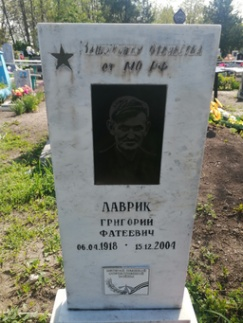 Защитнику отечества
от МО РФ
ЛАВРИК
ГРИГОРИЙ
ФАТЕЕВИЧ
06.04.1918 - 15.12.2004